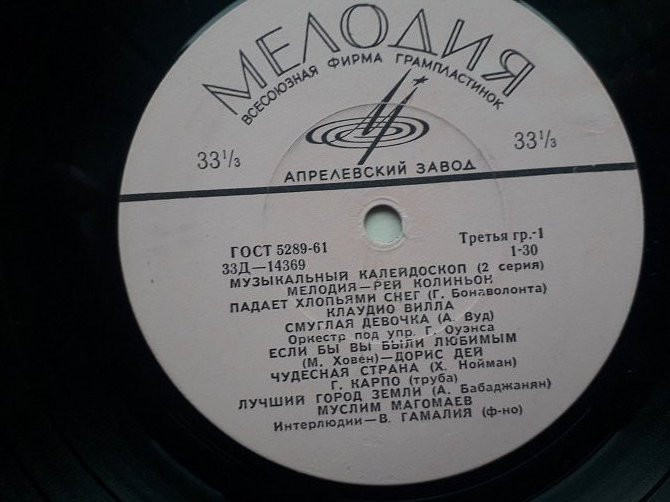 МЕЛОДИЯ
ВСЕСОЮЗНАЯ ФИРМА ГРАМПЛАСТИНОК
33⅓ 33⅓
АПРЕЛЕВСКИЙ ЗАВОД
ГОСТ 5289-61 Третья гр.-1
33Д—14369 1-30
МУЗЫКАЛЬНЫЙ КАЛЕЙДОСКОП (2 серия)
МЕЛОДИЯ—РЕЙ КОЛИНЬОН
ПАДАЕТ ХЛОПЬЯМИ СНЕГ (Г. Бонаволонта)
КЛАУДИО ВИЛЛА
СМУГЛАЯ ДЕВОЧКА (А. Вуд)
Оркестр под упр. Г. Оуэнса
ЕСЛИ БЫ ВЫ БЫЛИ ЛЮБИМЫМ
(М. Ховен)—ДОРИС ДЕЙ
ЧУДЕСНАЯ СТРАНА (Х. Нойман)
Г. КАРПО (труба)
ЛУЧШИЙ ГОРОД ЗЕМЛИ (А. Бабаджанян)
МУСЛИМ МАГОМАЕВ
Интерлюдии—В. ГАМАЛИЯ (ф-но)